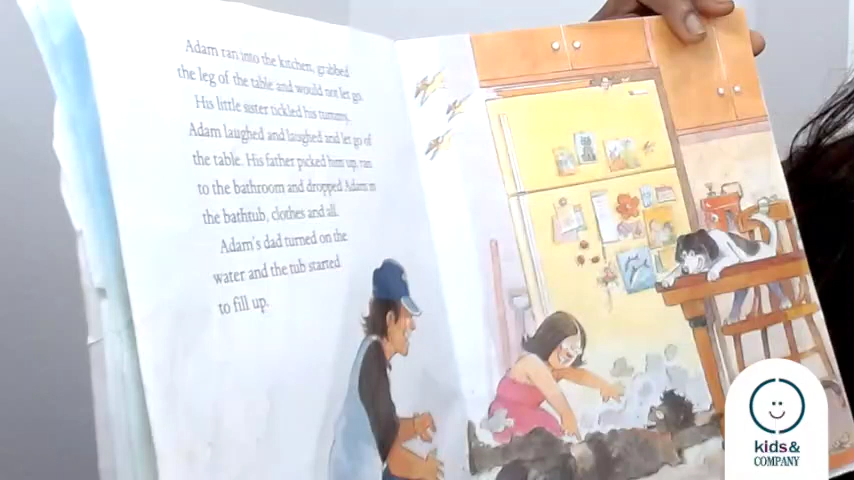 Adam ran into the kitchen, grabbed
the leg of the table and would not let go.
His little sister tickled his tummy.
Adam laughed and laughed and let go of
the table. His father picked him up, ran
to the bathroom and dropped Adam in
the bathtub, clothes and all.
Adam's dad turned on the
water and the tub started
to fill up.
kids&
COMPANY